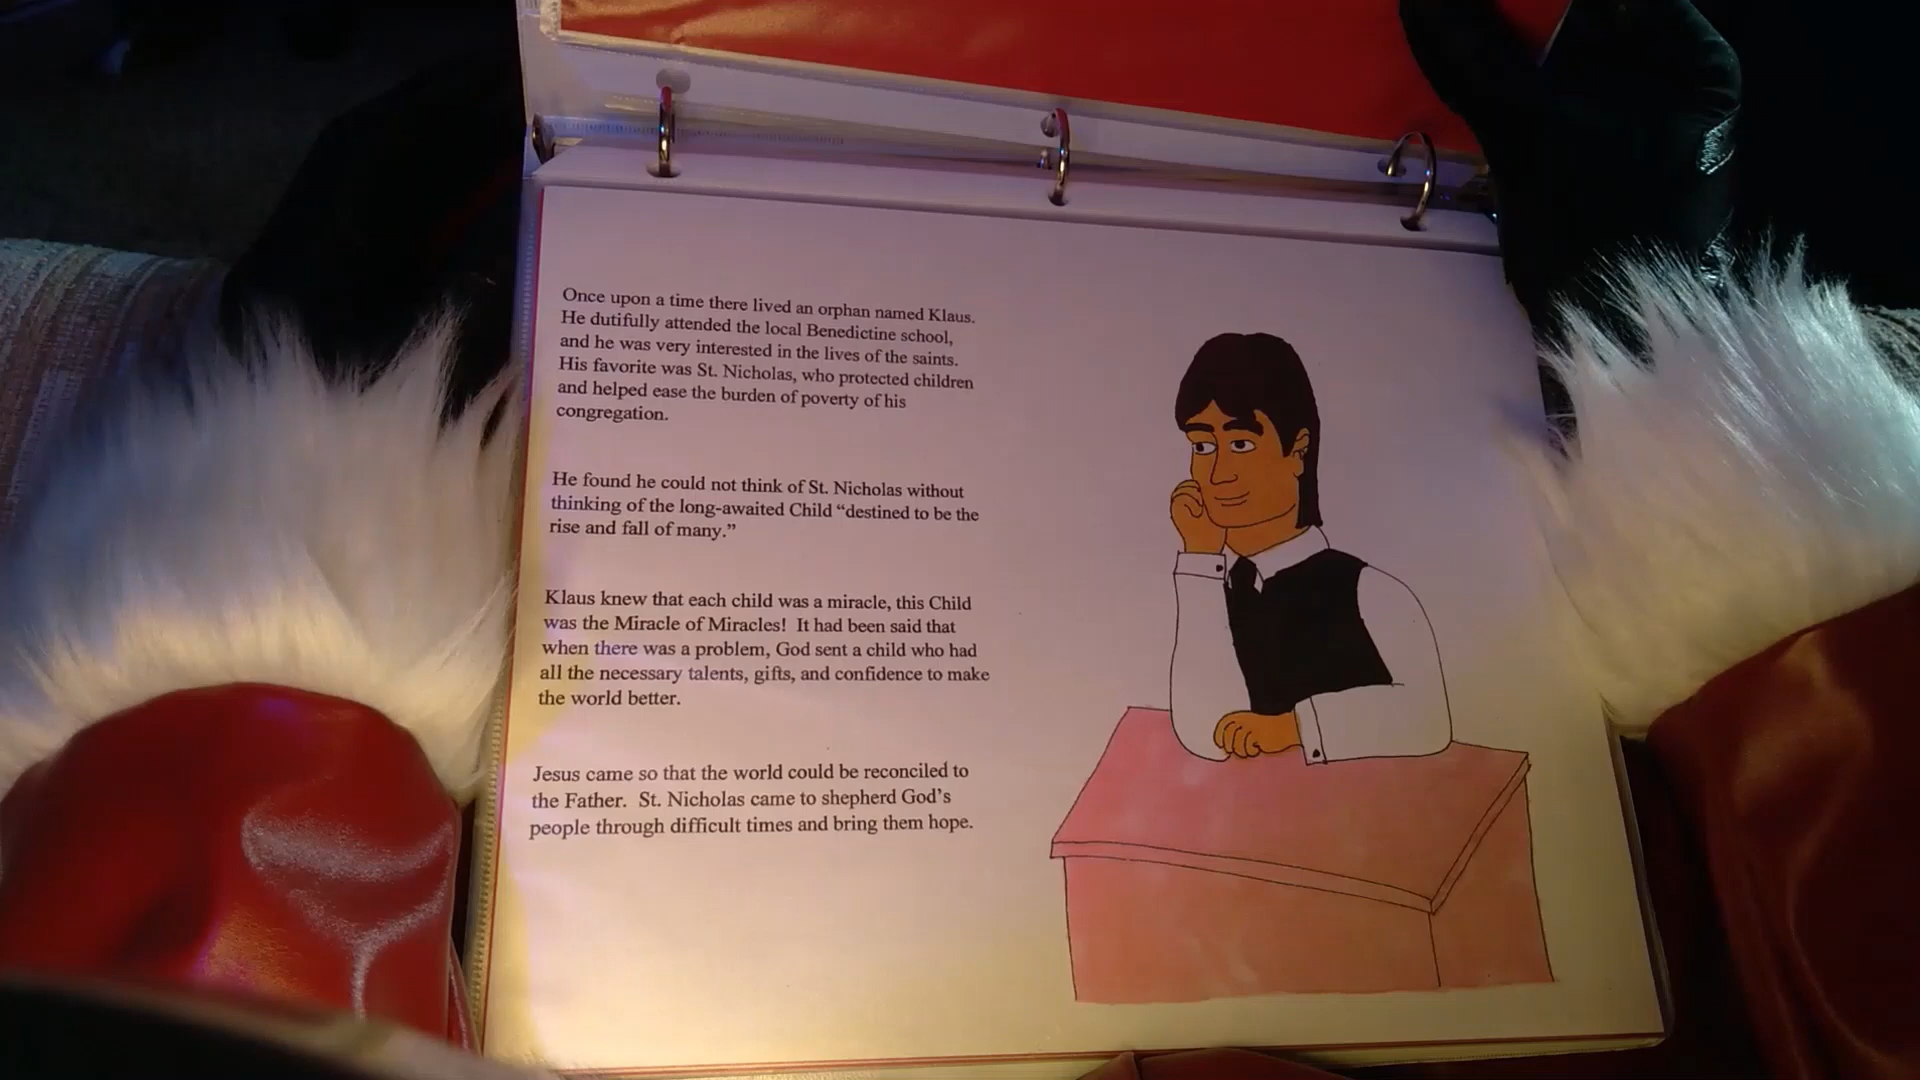 Once upon a time there lived an orphan named Klaus.
He dutifully attended the local Benedictine school,
and he was very interested in the lives of the saints.
His favorite was St. Nicholas, who protected children
and helped ease the burden of poverty of his
congregation.
He found he could not think of St. Nicholas without
thinking of the long-awaited Child “destined to be the
rise and fall of many.”
Klaus knew that each child was a miracle, this Child
was the Miracle of Miracles!  It had been said that
when there was a problem, God sent a child who had
all the necessary talents, gifts, and confidence to make
the world better.
Jesus came so that the world could be reconciled to
the Father.  St. Nicholas came to shepherd God’s
people through difficult times and bring them hope.